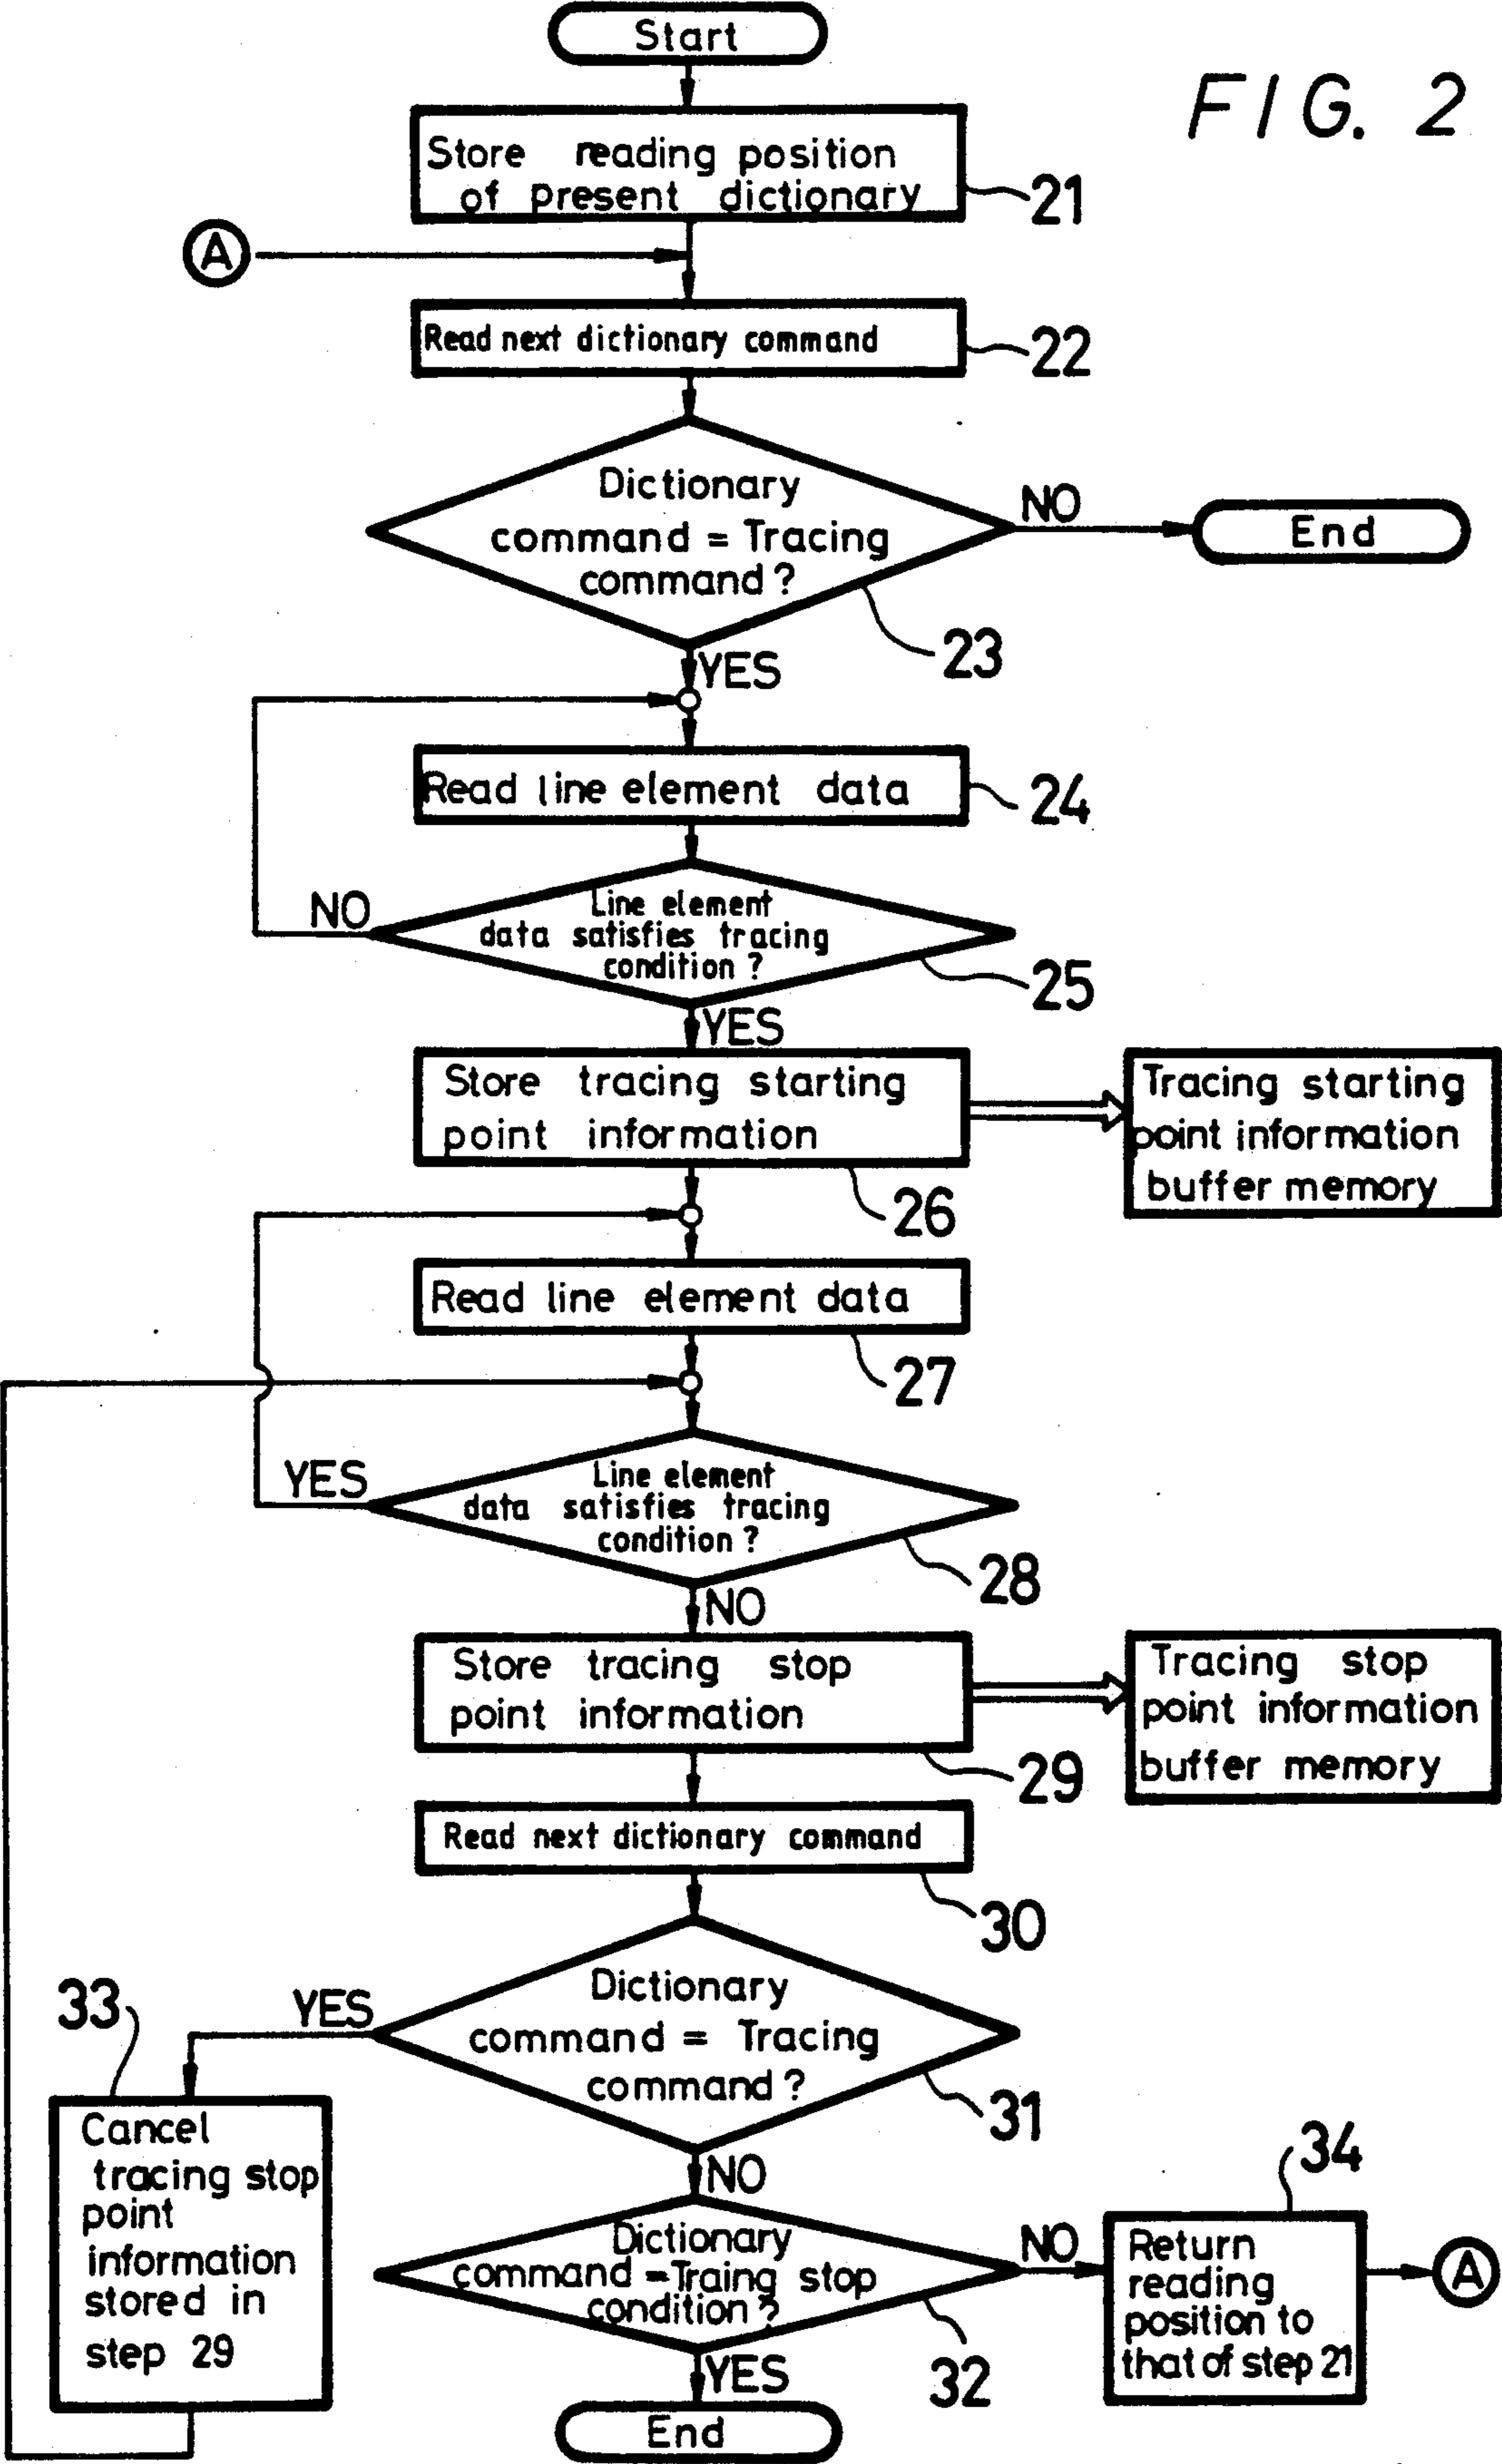 Start
FIG. 2
Store reading position
of present dictionary
21
A
Read next dictionary command
22
Dictionary
command = Tracing
command?
NO
End
23
YES
Read line element data
24
Line element
data satisfies tracing
condition?
NO
25
YES
Store tracing starting
point information
Tracing starting
point information
buffer memory
26
Read line element data
27
Line element
data satisfies tracing
condition?
YES
28
NO
Store tracing stop
point information
Tracing stop
point information
buffer memory
29
Read next dictionary command
30
Dictionary
command = Tracing
command?
YES
31
33
Cancel
tracing stop
point
information
stored in
step 29
NO
Dictionary
command = Traing stop
condition?
NO
32
34
Return
reading
position to
that of step 21
A
YES
End